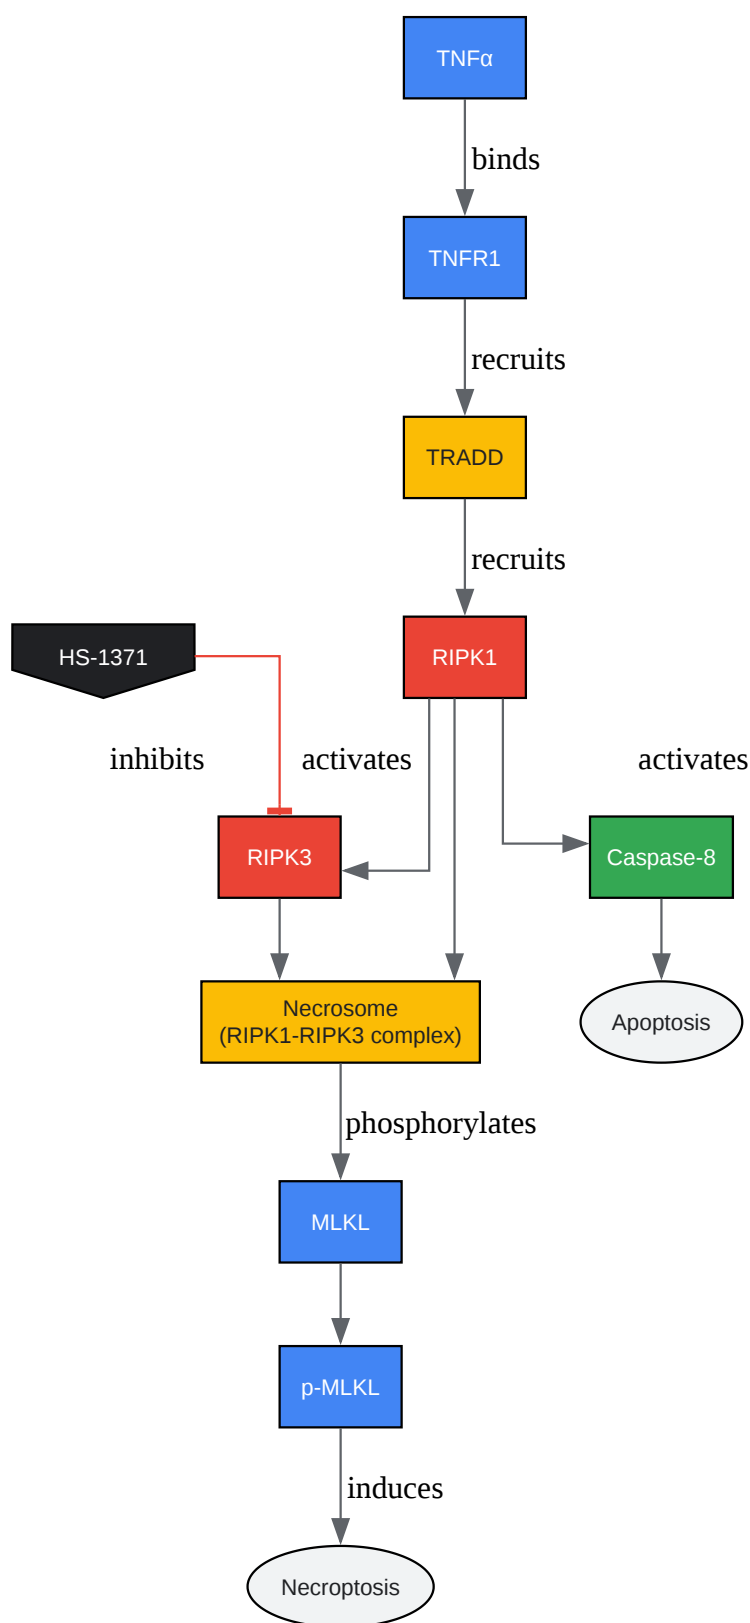 TNFα
binds
TNFR1
recruits
TRADD
recruits
HS-1371
RIPK1
inhibits
activates
activates
RIPK3
Caspase-8
Necrosome
(RIPK1-RIPK3 complex)
Apoptosis
phosphorylates
MLKL
p-MLKL
induces
Necroptosis